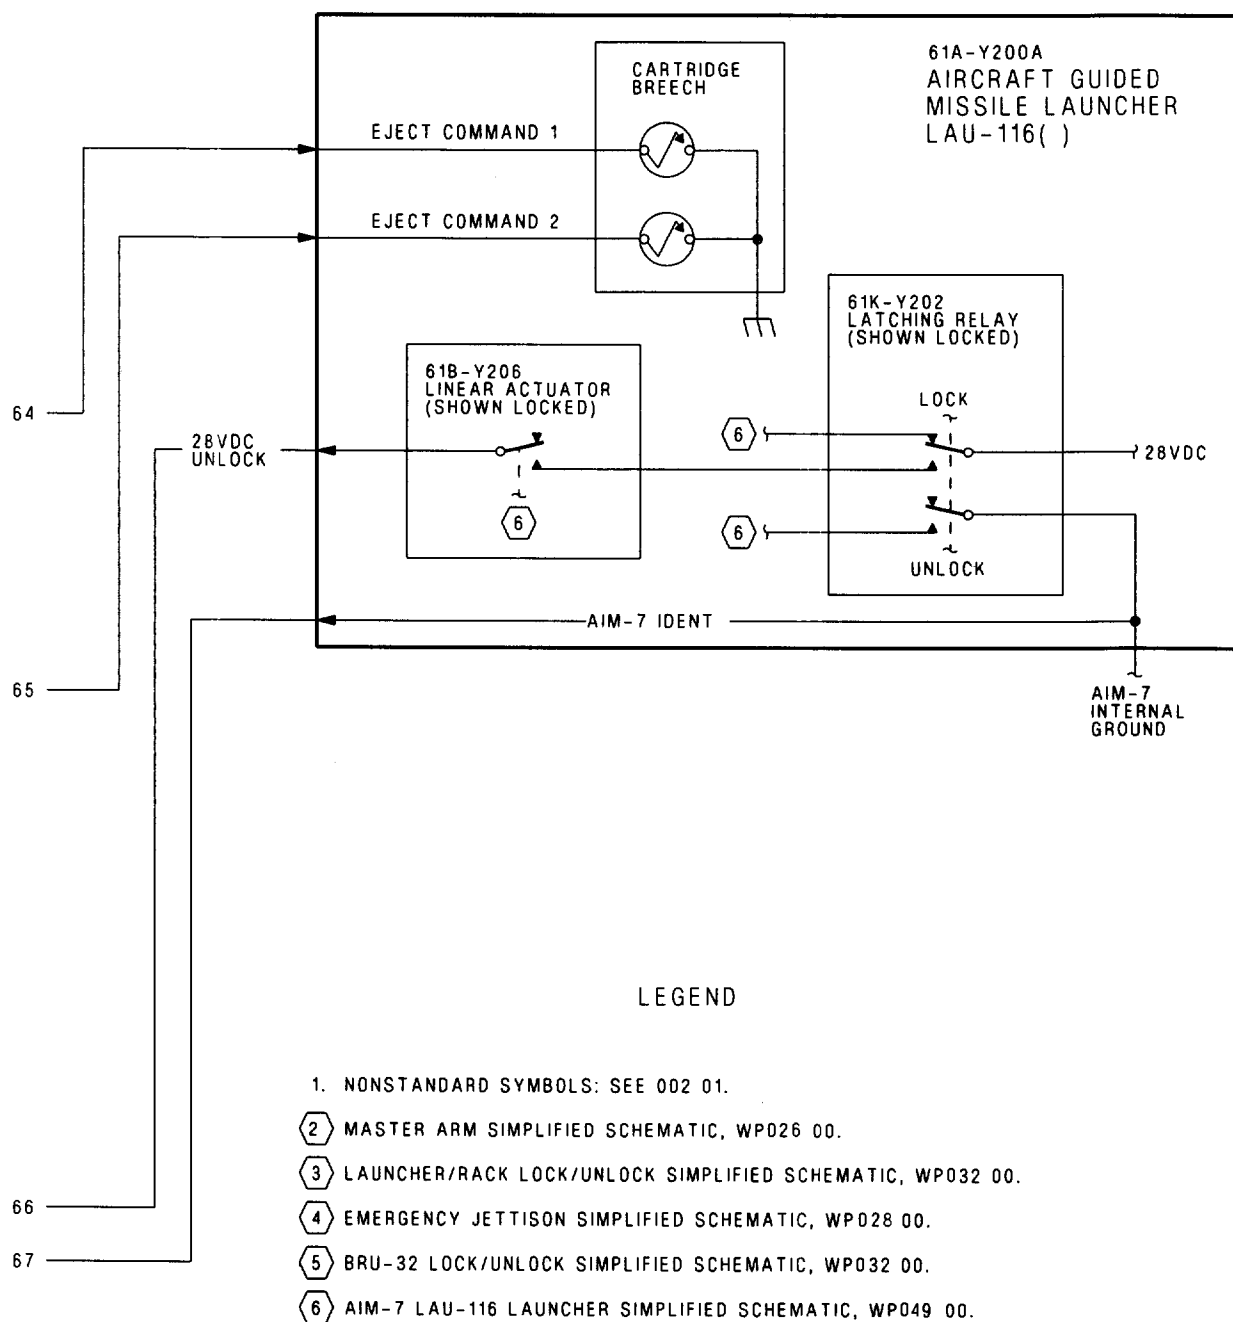 61A-Y200A
AIRCRAFT GUIDED
MISSILE LAUNCHER
LAU-116( )
CARTRIDGE
BREECH
EJECT COMMAND 1
EJECT COMMAND 2
61K-Y202
LATCHING RELAY
(SHOWN LOCKED)
61B-Y206
LINEAR ACTUATOR
(SHOWN LOCKED)
LOCK
64
6
28VDC
UNLOCK
28VDC
6
6
UNLOCK
AIM-7 IDENT
65
AIM-7
INTERNAL
GROUND
LEGEND
1. NONSTANDARD SYMBOLS: SEE 002 01.
2 MASTER ARM SIMPLIFIED SCHEMATIC, WP026 00.
3 LAUNCHER/RACK LOCK/UNLOCK SIMPLIFIED SCHEMATIC, WP032 00.
66
4 EMERGENCY JETTISON SIMPLIFIED SCHEMATIC, WP028 00.
67
5 BRU-32 LOCK/UNLOCK SIMPLIFIED SCHEMATIC, WP032 00.
6 AIM-7 LAU-116 LAUNCHER SIMPLIFIED SCHEMATIC, WP049 00.